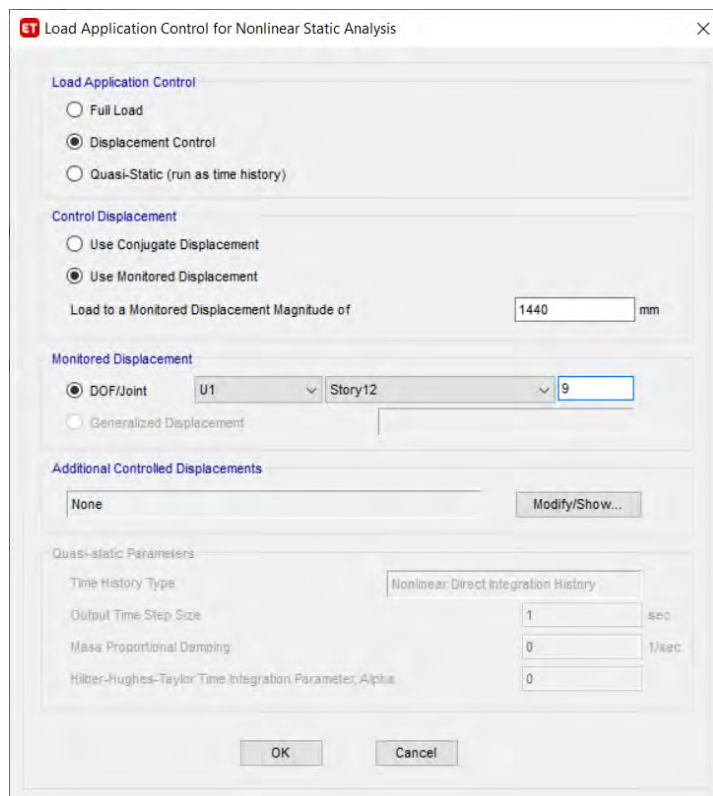 ET Load Application Control for Nonlinear Static Analysis
Load Application Control
Full Load
Displacement Control
Quasi-Static (run as time history)
Control Displacement
Use Conjugate Displacement
Use Monitored Displacement
Load to a Monitored Displacement Magnitude of 1440 mm
Monitored Displacement
DOF/Joint U1 Story12 9
Generalized Displacement
Additional Controlled Displacements
None Modify/Show...
Quasi-static Parameters
Time History Type Nonlinear Direct Integration History
Output Time Step Size 1 sec
Mass Proportional Damping 0 1/sec
Hilber-Hughes-Taylor Time Integration Parameter, Alpha 0
OK Cancel